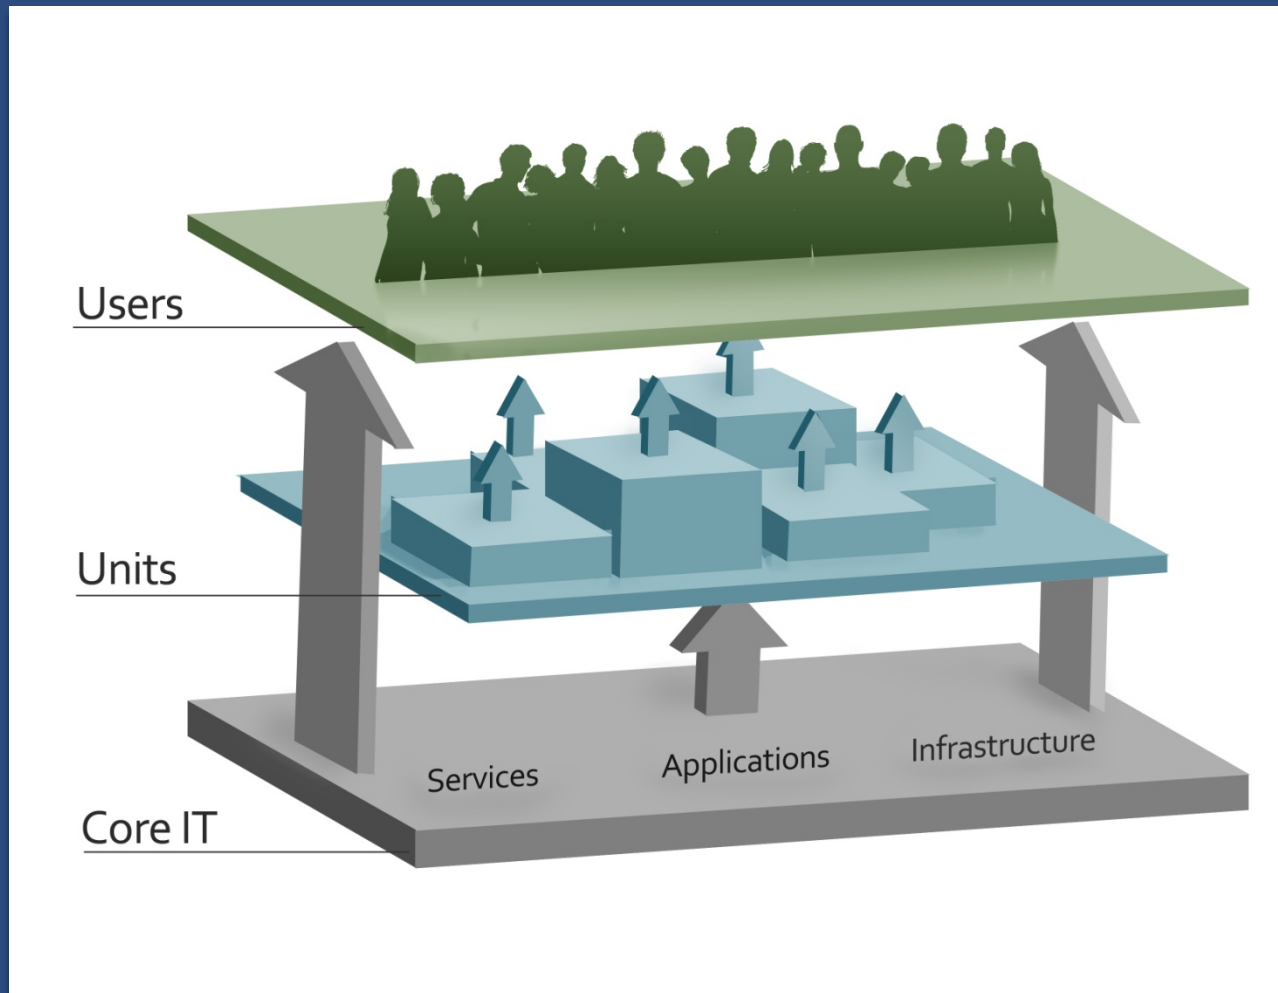 Users
Units
Services
Applications
Infrastructure
Core IT